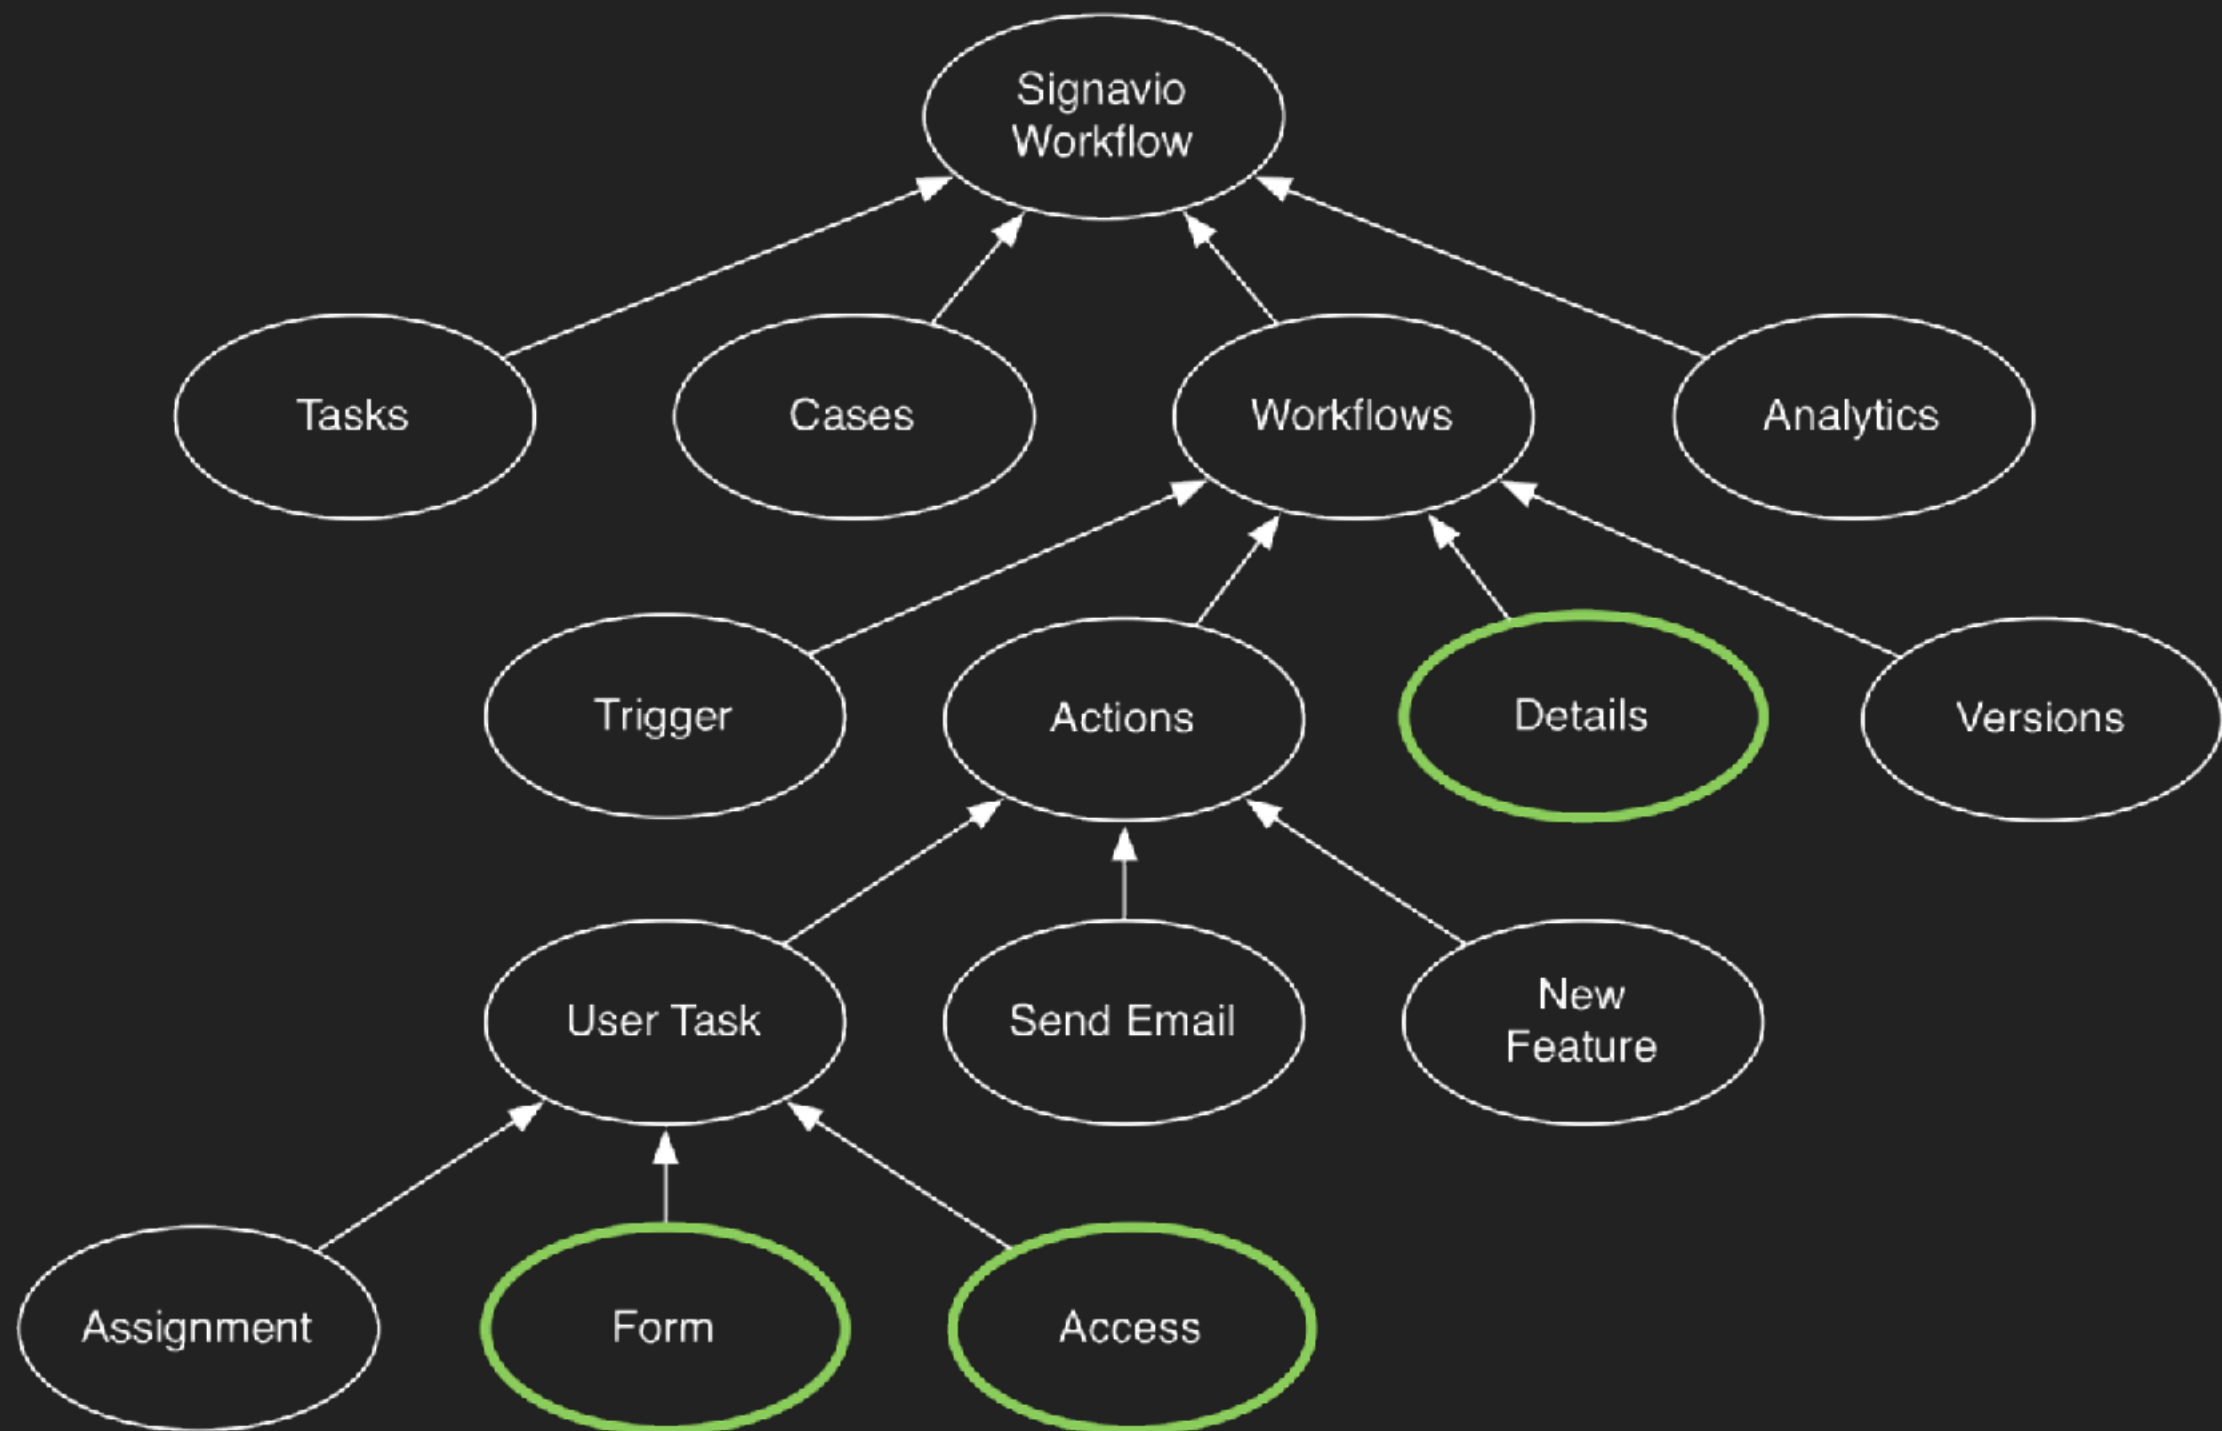 Signavio
Workflow
Tasks
Cases
Workflows
Analytics
Trigger
Actions
Details
Versions
User Task
Send Email
New
Feature
Assignment
Form
Access